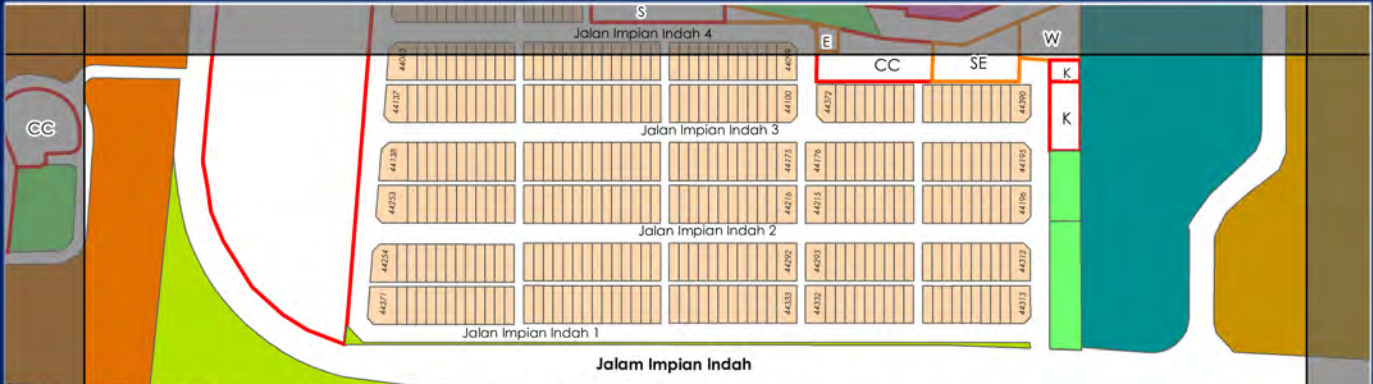 S
Jalan Impian Indah 4
E
W
CC
SE
K
CC
K
44137
44100
44372
44390
Jalan Impian Indah 3
44138
44175
44176
44195
44253
44216
44215
44196
Jalan Impian Indah 2
44254
44292
44293
44312
44371
44333
44332
44313
Jalan Impian Indah 1
Jalam Impian Indah